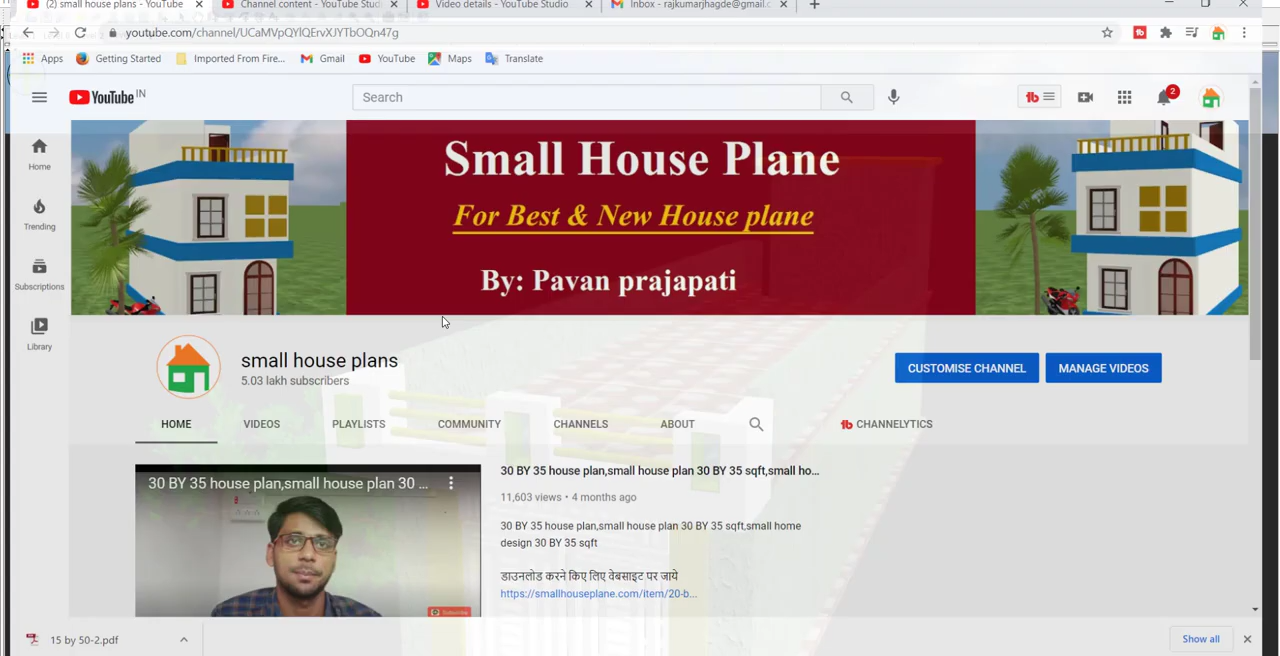 (2) small house plans - YouTube
Channel content - YouTube Studi
Video details - YouTube Studio
Inbox - rajkumarjhagde@gmail.c
youtube.com/channel/UCaMVpQYlQErvXJYTbOQn47g
Apps
Getting Started
Imported From Fire...
Gmail
YouTube
Maps
Translate
YouTube IN
Search
2
Home
Trending
Subscriptions
Library
Small House Plane
For Best & New House plane
By: Pavan prajapati
small house plans
5.03 lakh subscribers
CUSTOMISE CHANNEL
MANAGE VIDEOS
HOME
VIDEOS
PLAYLISTS
COMMUNITY
CHANNELS
ABOUT
CHANNELYTICS
30 BY 35 house plan,small house plan 30 ...
30 BY 35 house plan,small house plan 30 BY 35 sqft,small ho...
11,603 views • 4 months ago
30 BY 35 house plan,small house plan 30 BY 35 sqft,small home
design 30 BY 35 sqft
डाउनलोड करने किए लिए वेबसाइट पर जाये
https://smallhouseplane.com/item/20-b...
Subscribe
15 by 50-2.pdf
Show all